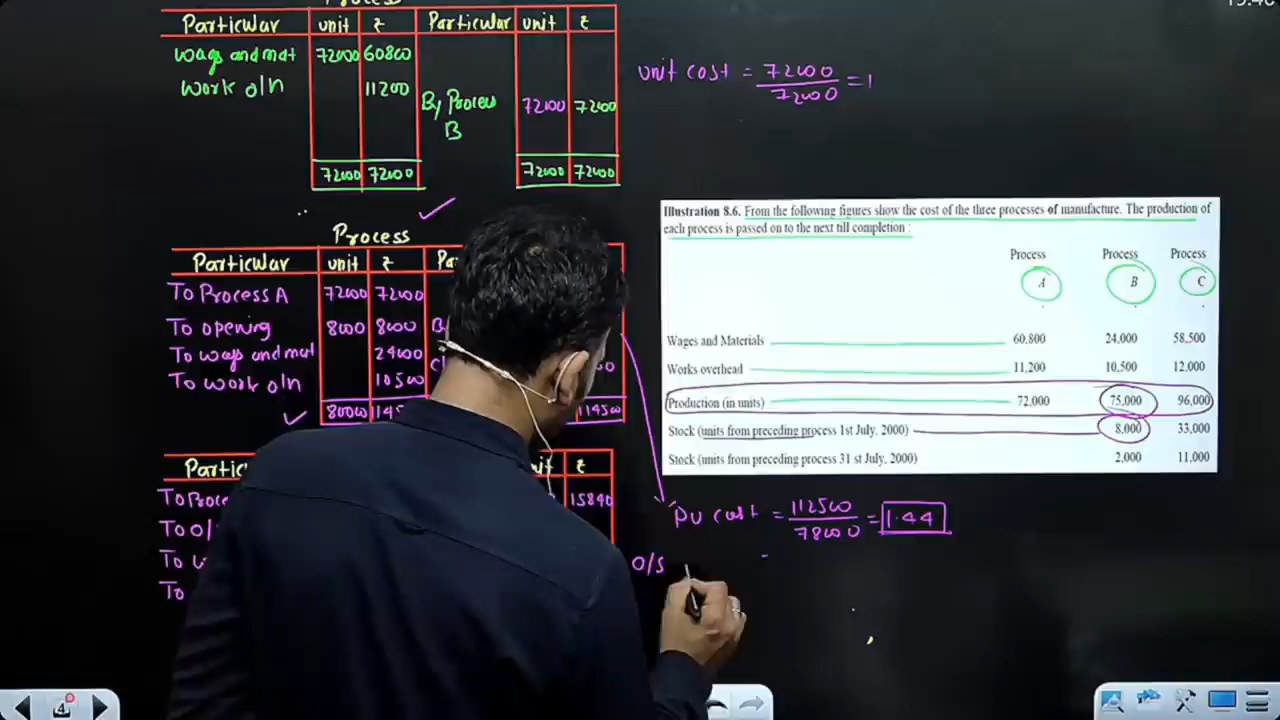 Process
Particular unit ₹ Particular unit ₹
wags and mat 72000 60800
work o/n 11200
By Process B 72000 72000
72000 72000 72000 72000
unit cost = 72000 / 72000 = 1
Process
Particular unit ₹
To Process A 72000 72000
To opening 8000 8000
To wags and mat 24000
To work o/n 10500
80000 114500
15840
Illustration 8.6. From the following figures show the cost of the three processes of manufacture. The production of
each process is passed on to the next till completion :
Process Process Process
A B C
Wages and Materials 60.800 24,000 58,500
Works overhead 11,200 10,500 12,000
Production (in units) 72,000 75,000 96,000
Stock (units from preceding process 1st July, 2000) 8,000 33,000
Stock (units from preceding process 31 st July, 2000) 2,000 11,000
PU cost = 112500 / 78000 = 1.44
O/S
4